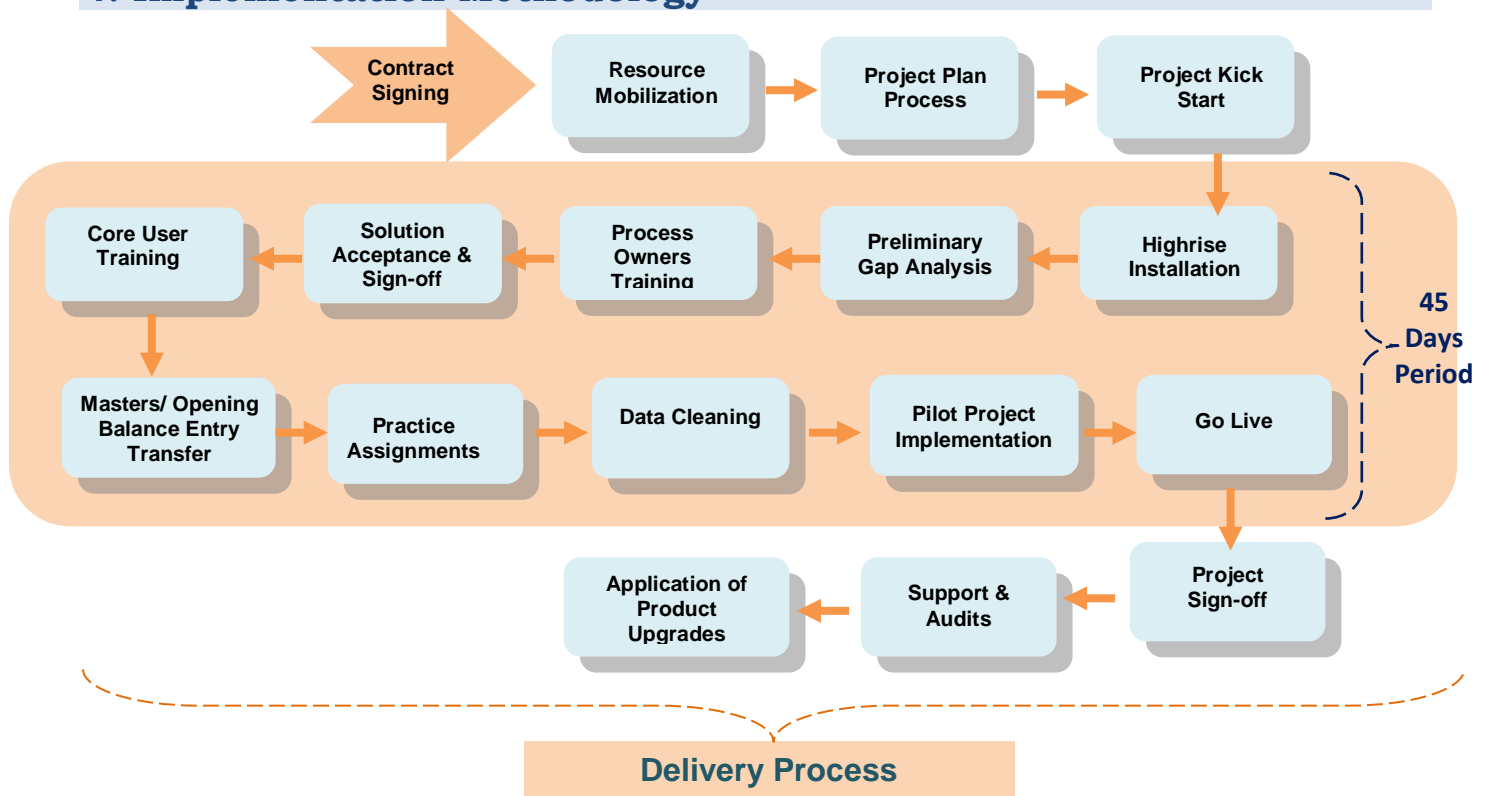 Implementation Methodology
Contract
Signing
Resource
Mobilization
Project Plan
Process
Project Kick
Start
Core User
Training
Solution
Acceptance &
Sign-off
Process
Owners
Training
Preliminary
Gap Analysis
Highrise
Installation
45
Days
Period
Masters/ Opening
Balance Entry
Transfer
Practice
Assignments
Data Cleaning
Pilot Project
Implementation
Go Live
Application of
Product
Upgrades
Support &
Audits
Project
Sign-off
Delivery Process